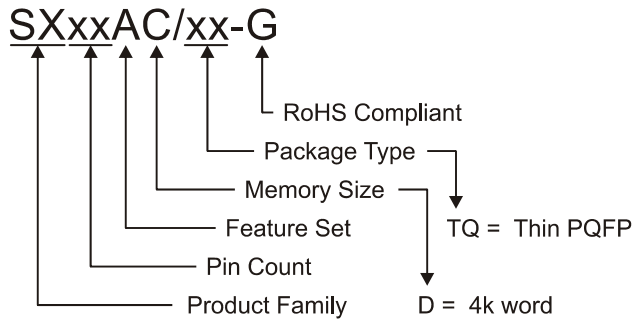 SXxxAC/xx-G
RoHS Compliant
Package Type
Memory Size
Feature Set
TQ = Thin PQFP
Pin Count
Product Family
D = 4k word